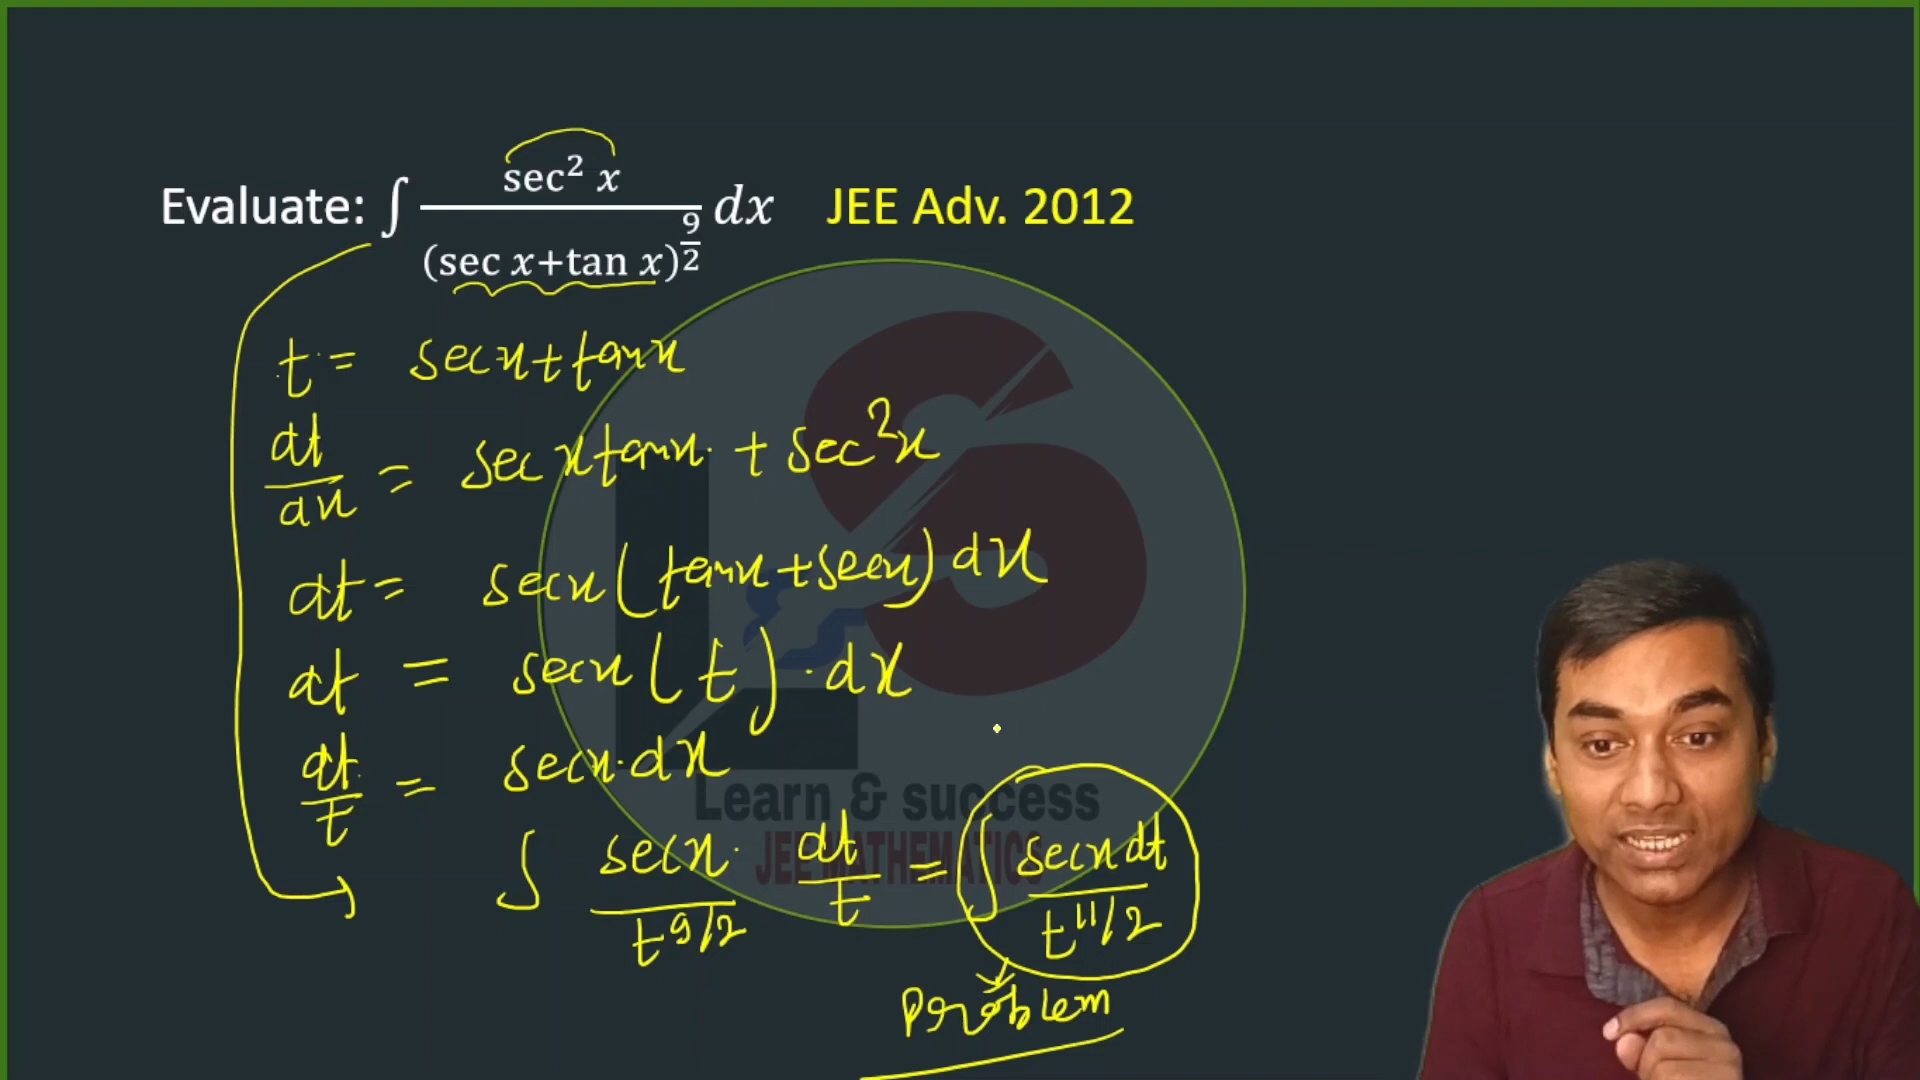 Evaluate: ∫ sec² x / (sec x+tan x)^(9/2) dx JEE Adv. 2012
t = secx + tanx
dt/dx = secx tanx + sec²x
dt = secx (tanx + secx) dx
dt = secx (t) · dx
dt/t = secx · dx
Learn & success
JEE MATHEMATICS
∫ secx / t^(9/2) · dt/t = ∫ secx dt / t^(11/2)
Problem